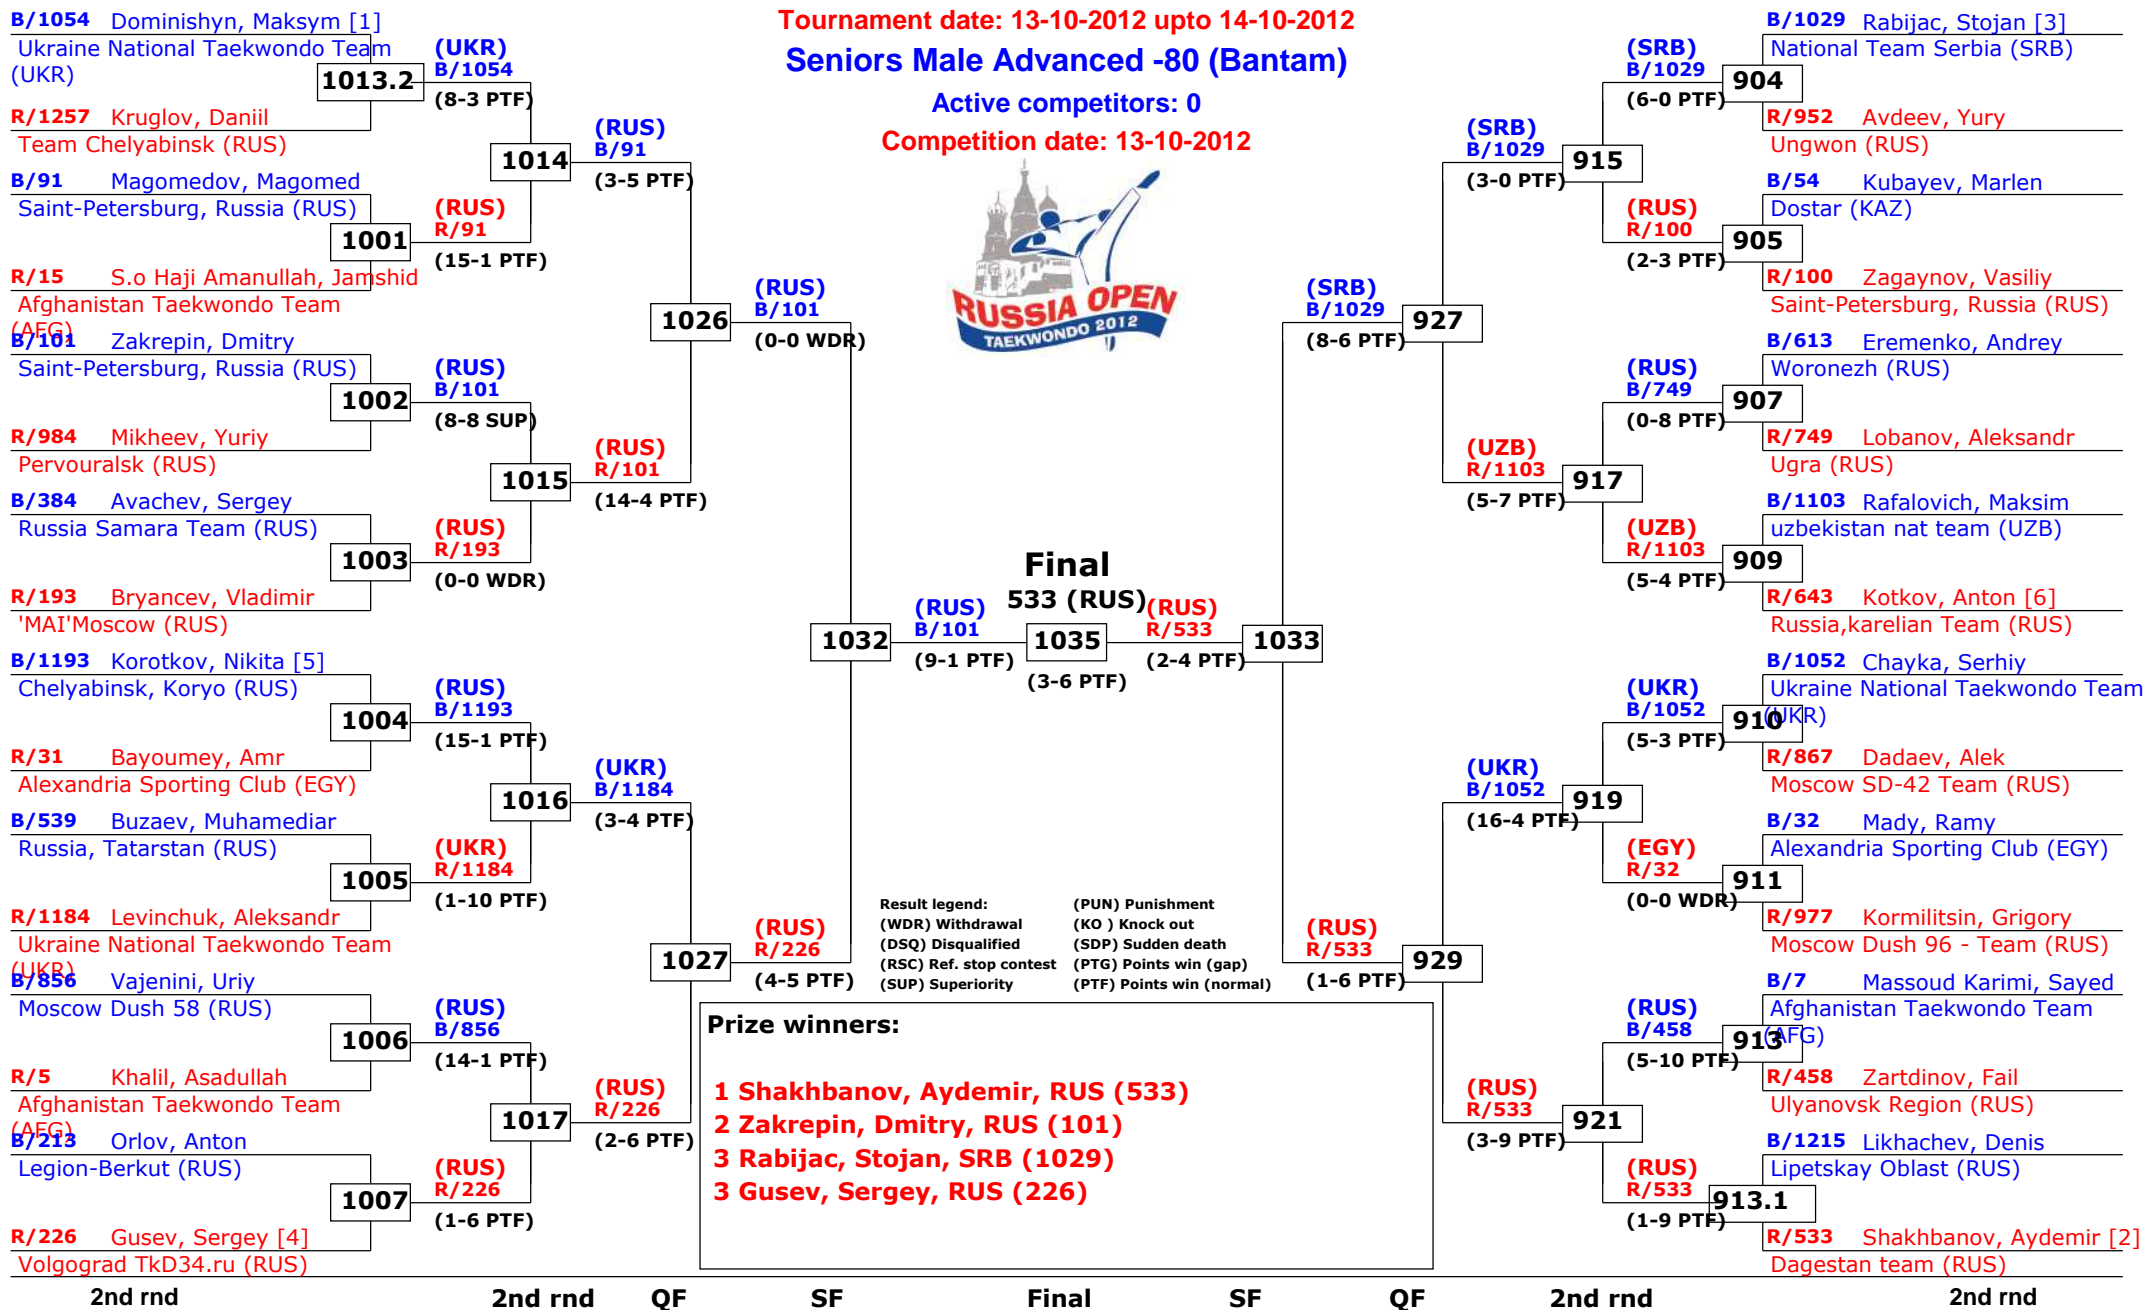 Tournament date: 13-10-2012 upto 14-10-2012
Seniors Male Advanced -80 (Bantam)
Active competitors: 0
Competition date: 13-10-2012
RUSSIA OPEN
TAEKWONDO 2012
B/1054 Dominishyn, Maksym [1]
Ukraine National Taekwondo Team
(UKR)
1013.2
R/1257 Kruglov, Daniil
Team Chelyabinsk (RUS)
B/91 Magomedov, Magomed
Saint-Petersburg, Russia (RUS)
1001
R/15 S.o Haji Amanullah, Jamshid
Afghanistan Taekwondo Team
(AFG)
B/101 Zakrepin, Dmitry
Saint-Petersburg, Russia (RUS)
1002
R/984 Mikheev, Yuriy
Pervouralsk (RUS)
B/384 Avachev, Sergey
Russia Samara Team (RUS)
1003
R/193 Bryancev, Vladimir
'MAI'Moscow (RUS)
B/1193 Korotkov, Nikita [5]
Chelyabinsk, Koryo (RUS)
1004
R/31 Bayoumey, Amr
Alexandria Sporting Club (EGY)
B/539 Buzaev, Muhamediar
Russia, Tatarstan (RUS)
1005
R/1184 Levinchuk, Aleksandr
Ukraine National Taekwondo Team
(UKR)
B/856 Vajenini, Uriy
Moscow Dush 58 (RUS)
1006
R/5 Khalil, Asadullah
Afghanistan Taekwondo Team
(AFG)
B/213 Orlov, Anton
Legion-Berkut (RUS)
1007
R/226 Gusev, Sergey [4]
Volgograd TkD34.ru (RUS)
(UKR)
B/1054
(8-3 PTF)
1014
(RUS)
R/91
(15-1 PTF)
(RUS)
B/101
(8-8 SUP)
1015
(RUS)
R/193
(0-0 WDR)
(RUS)
B/1193
(15-1 PTF)
1016
(UKR)
R/1184
(1-10 PTF)
(RUS)
B/856
(14-1 PTF)
1017
(RUS)
R/226
(1-6 PTF)
(RUS)
B/91
(3-5 PTF)
1026
(RUS)
R/101
(14-4 PTF)
(UKR)
B/1184
(3-4 PTF)
1027
(RUS)
R/226
(2-6 PTF)
(RUS)
B/101
(0-0 WDR)
1032
(RUS)
R/226
(4-5 PTF)
(RUS)
B/101
(9-1 PTF)
Final
533 (RUS)
1035
(3-6 PTF)
(RUS)
R/533
(2-4 PTF)
1033
(SRB)
B/1029
(8-6 PTF)
927
(RUS)
R/533
(1-6 PTF)
929
(SRB)
B/1029
(3-0 PTF)
915
(UZB)
R/1103
(5-7 PTF)
917
(UKR)
B/1052
(16-4 PTF)
919
(RUS)
R/533
(3-9 PTF)
921
(SRB)
B/1029
(6-0 PTF)
(RUS)
R/100
(2-3 PTF)
(RUS)
B/749
(0-8 PTF)
(UZB)
R/1103
(5-4 PTF)
(UKR)
B/1052
(5-3 PTF)
(EGY)
R/32
(0-0 WDR)
(RUS)
B/458
(5-10 PTF)
(RUS)
R/533
(1-9 PTF)
B/1029 Rabijac, Stojan [3]
National Team Serbia (SRB)
904
R/952 Avdeev, Yury
Ungwon (RUS)
B/54 Kubayev, Marlen
Dostar (KAZ)
905
R/100 Zagaynov, Vasiliy
Saint-Petersburg, Russia (RUS)
B/613 Eremenko, Andrey
Woronezh (RUS)
907
R/749 Lobanov, Aleksandr
Ugra (RUS)
B/1103 Rafalovich, Maksim
uzbekistan nat team (UZB)
909
R/643 Kotkov, Anton [6]
Russia,karelian Team (RUS)
B/1052 Chayka, Serhiy
Ukraine National Taekwondo Team
(UKR)
910
R/867 Dadaev, Alek
Moscow SD-42 Team (RUS)
B/32 Mady, Ramy
Alexandria Sporting Club (EGY)
911
R/977 Kormilitsin, Grigory
Moscow Dush 96 - Team (RUS)
B/7 Massoud Karimi, Sayed
Afghanistan Taekwondo Team
(AFG)
913
R/458 Zartdinov, Fail
Ulyanovsk Region (RUS)
B/1215 Likhachev, Denis
Lipetskay Oblast (RUS)
913.1
R/533 Shakhbanov, Aydemir [2]
Dagestan team (RUS)
Result legend: (PUN) Punishment
(WDR) Withdrawal (KO ) Knock out
(DSQ) Disqualified (SDP) Sudden death
(RSC) Ref. stop contest (PTG) Points win (gap)
(SUP) Superiority (PTF) Points win (normal)
Prize winners:
1 Shakhbanov, Aydemir, RUS (533)
2 Zakrepin, Dmitry, RUS (101)
3 Rabijac, Stojan, SRB (1029)
3 Gusev, Sergey, RUS (226)
2nd rnd 2nd rnd QF SF Final SF QF 2nd rnd 2nd rnd